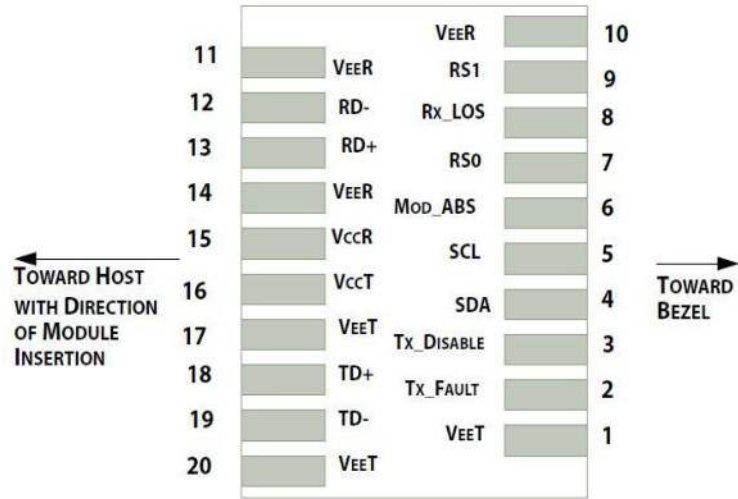 11 VEER
12 RD-
13 RD+
14 VEER
15 VCCR
16 VCCT
17 VEET
18 TD+
19 TD-
20 VEET
VEER 10
RS1 9
RX_LOS 8
RS0 7
MOD_ABS 6
SCL 5
SDA 4
TX_DISABLE 3
TX_FAULT 2
VEET 1
TOWARD HOST
WITH DIRECTION
OF MODULE
INSERTION
TOWARD
BEZEL